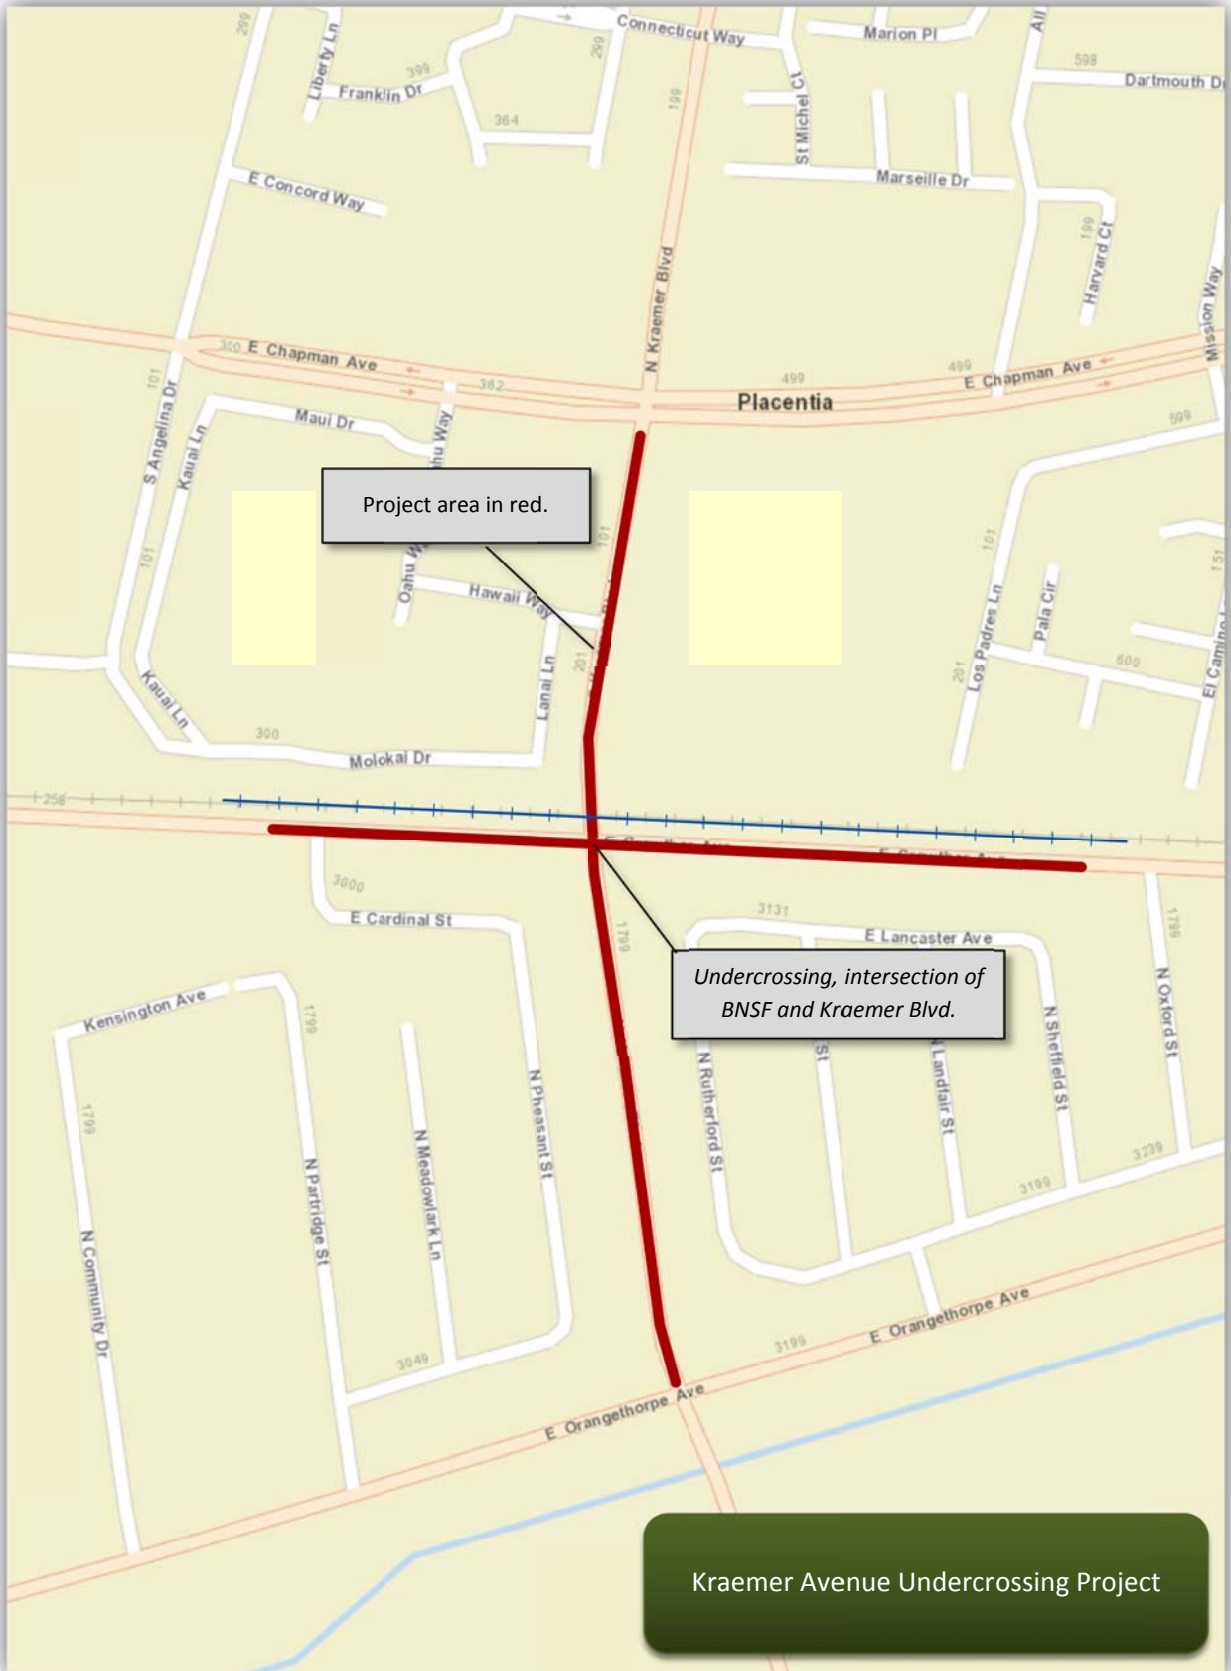 299
Liberty Ln
Franklin Dr
399
364
299
Connecticut Way
199
St Michel Ct
Marion Pl
Marseille Dr
598
Dartmouth Dr
199
Harvard Ct
Mission Way
E Concord Way
N Kraemer Blvd
300
E Chapman Ave
362
499
Placentia
499
E Chapman Ave
599
101
S Angelina Dr
Kauai Ln
Maui Dr
101
Project area in red.
101
Oahu
Hawaii Way
201
Lanai Ln
Kauai Ln
300
Molokai Dr
101
Los Padres Ln
201
Pala Cir
600
151
258
3000
E Cardinal St
1799
3131
E Lancaster Ave
1799
N Oxford St
Undercrossing, intersection of
BNSF and Kraemer Blvd.
Kensington Ave
1799
1799
N Community Dr
N Partridge St
N Meadowlark Ln
N Pheasant St
N Rutherford St
St
N Landfair St
N Sheffield St
3199
3239
3049
3199
E Orangethorpe Ave
E Orangethorpe Ave
Kraemer Avenue Undercrossing Project